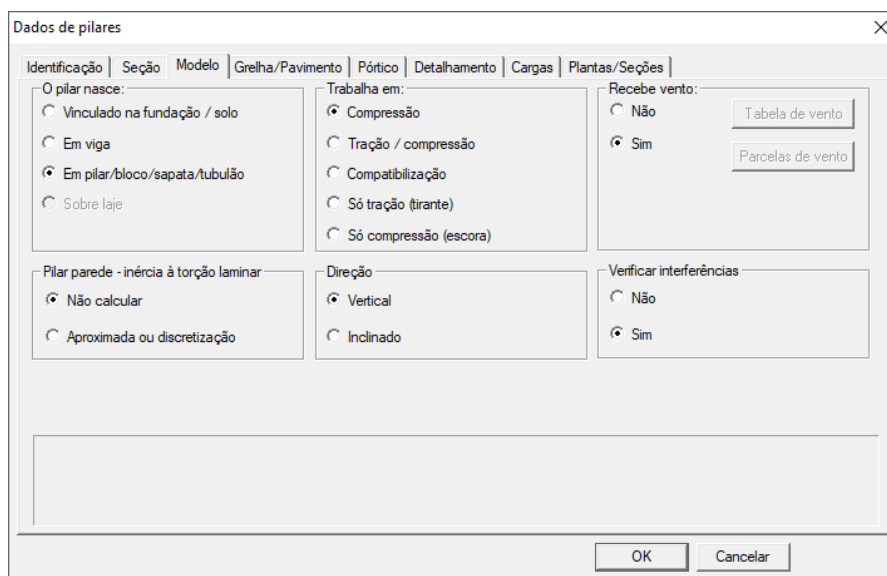 Dados de pilares
Identificação Seção Modelo Grelha/Pavimento Pórtico Detalhamento Cargas Plantas/Seções
O pilar nasce:
Vinculado na fundação / solo
Em viga
Em pilar/bloco/sapata/tubulão
Sobre laje
Trabalha em:
Compressão
Tração / compressão
Compatibilização
Só tração (tirante)
Só compressão (escora)
Recebe vento:
Não
Sim
Tabela de vento
Parcelas de vento
Pilar parede - inércia à torção laminar
Não calcular
Aproximada ou discretização
Direção
Vertical
Inclinado
Verificar interferências
Não
Sim
OK Cancelar